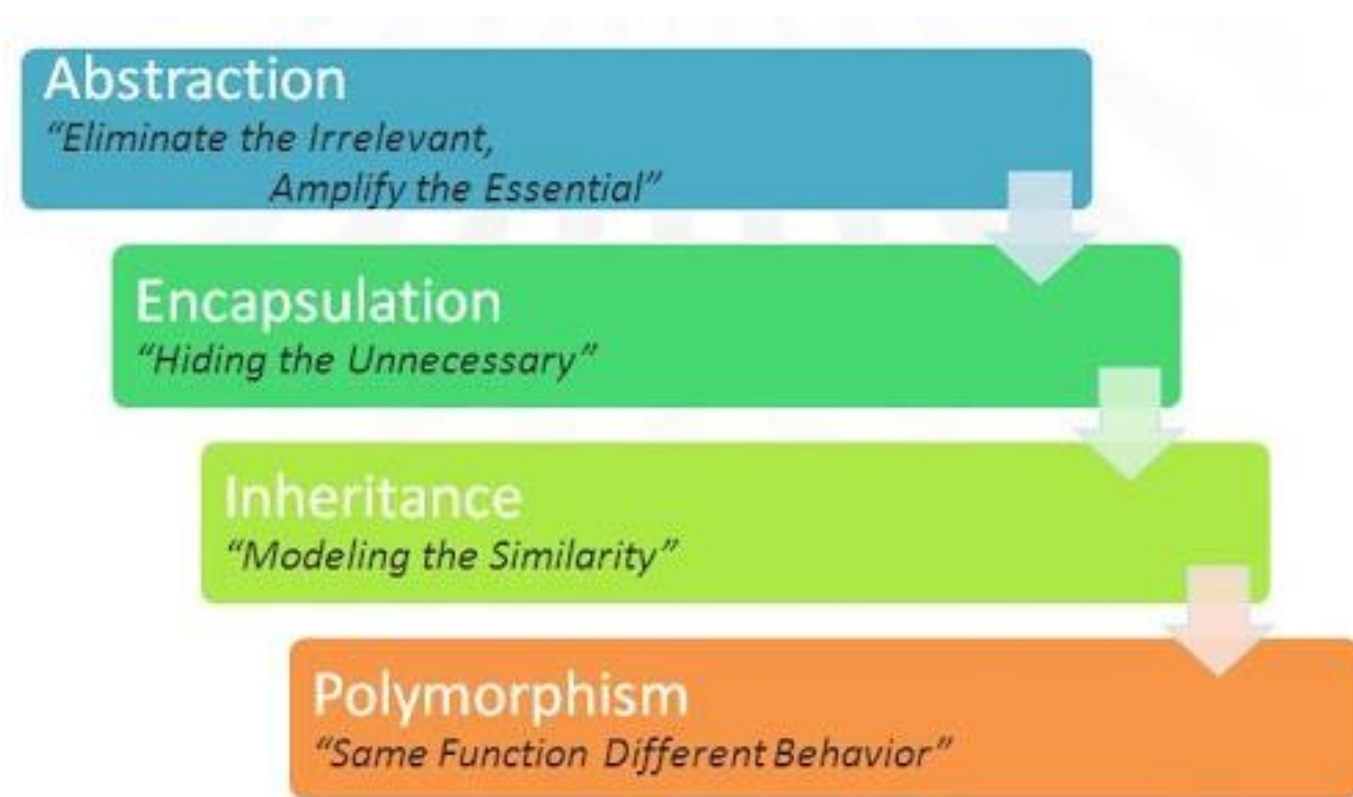 Abstraction
“Eliminate the Irrelevant,
Amplify the Essential”
Encapsulation
“Hiding the Unnecessary”
Inheritance
“Modeling the Similarity”
Polymorphism
“Same Function Different Behavior”